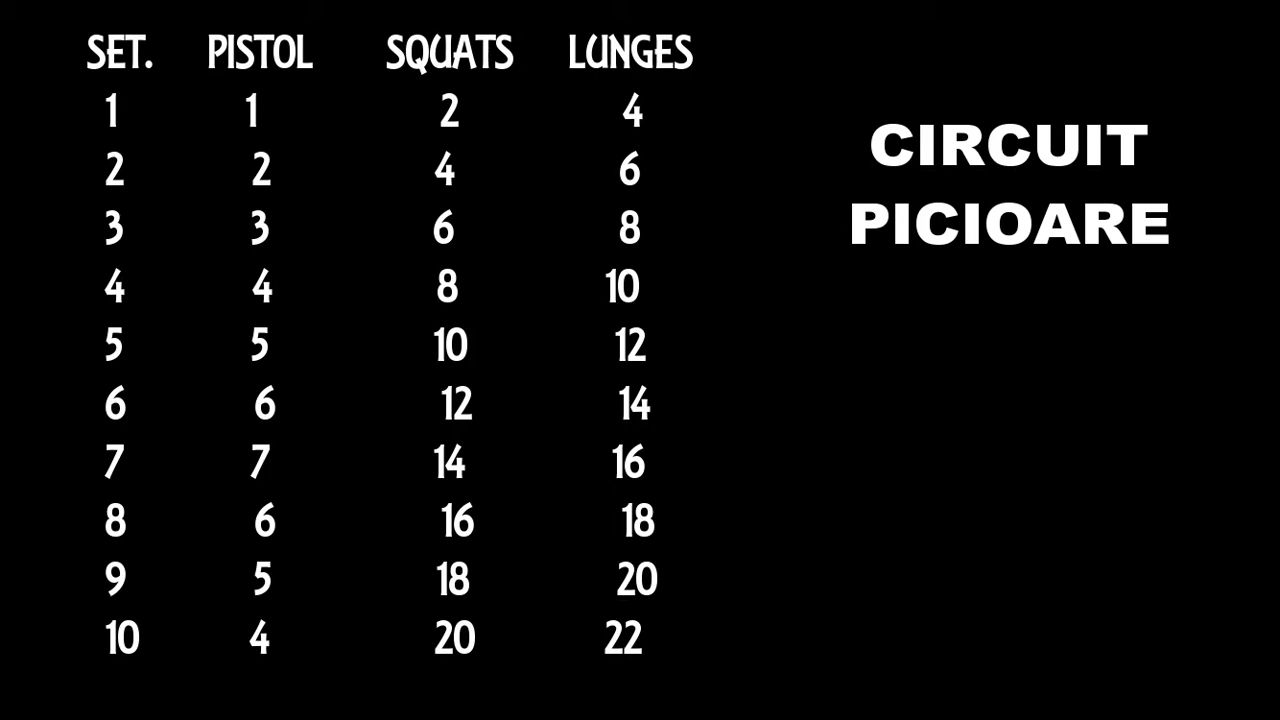 SET. PISTOL SQUATS LUNGES
1 1 2 4
2 2 4 6
3 3 6 8
4 4 8 10
5 5 10 12
6 6 12 14
7 7 14 16
8 6 16 18
9 5 18 20
10 4 20 22
CIRCUIT
PICIOARE